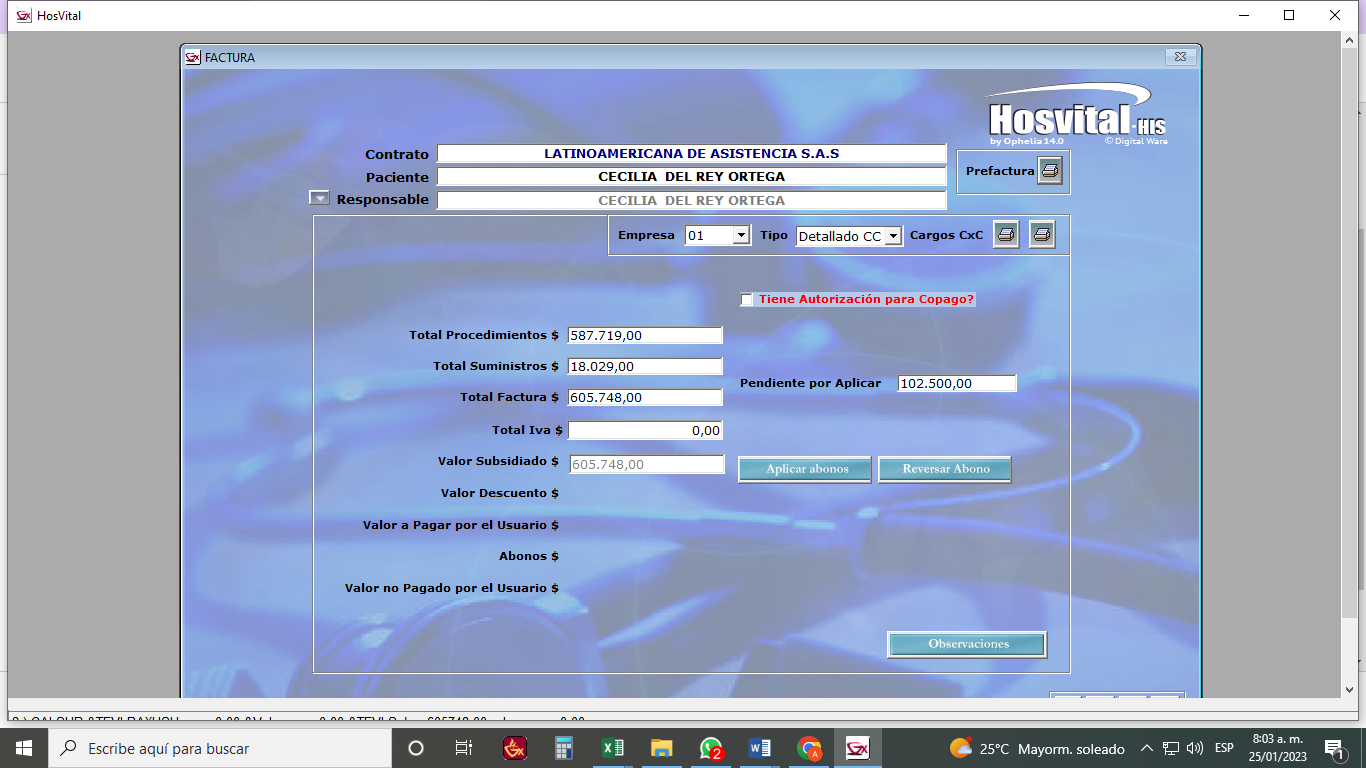 HosVital
FACTURA
Hosvital-HIS
by Ophelia 14.0 © Digital Ware
Contrato LATINOAMERICANA DE ASISTENCIA S.A.S
Paciente CECILIA DEL REY ORTEGA
Prefactura
Responsable CECILIA DEL REY ORTEGA
Empresa 01 Tipo Detallado CC Cargos CxC
Tiene Autorización para Copago?
Total Procedimientos $ 587.719,00
Total Suministros $ 18.029,00
Pendiente por Aplicar 102.500,00
Total Factura $ 605.748,00
Total Iva $ 0,00
Valor Subsidiado $ 605.748,00
Aplicar abonos Reversar Abono
Valor Descuento $
Valor a Pagar por el Usuario $
Abonos $
Valor no Pagado por el Usuario $
Observaciones
Escribe aquí para buscar
2
25°C Mayorm. soleado
ESP
8:03 a. m.
25/01/2023
1